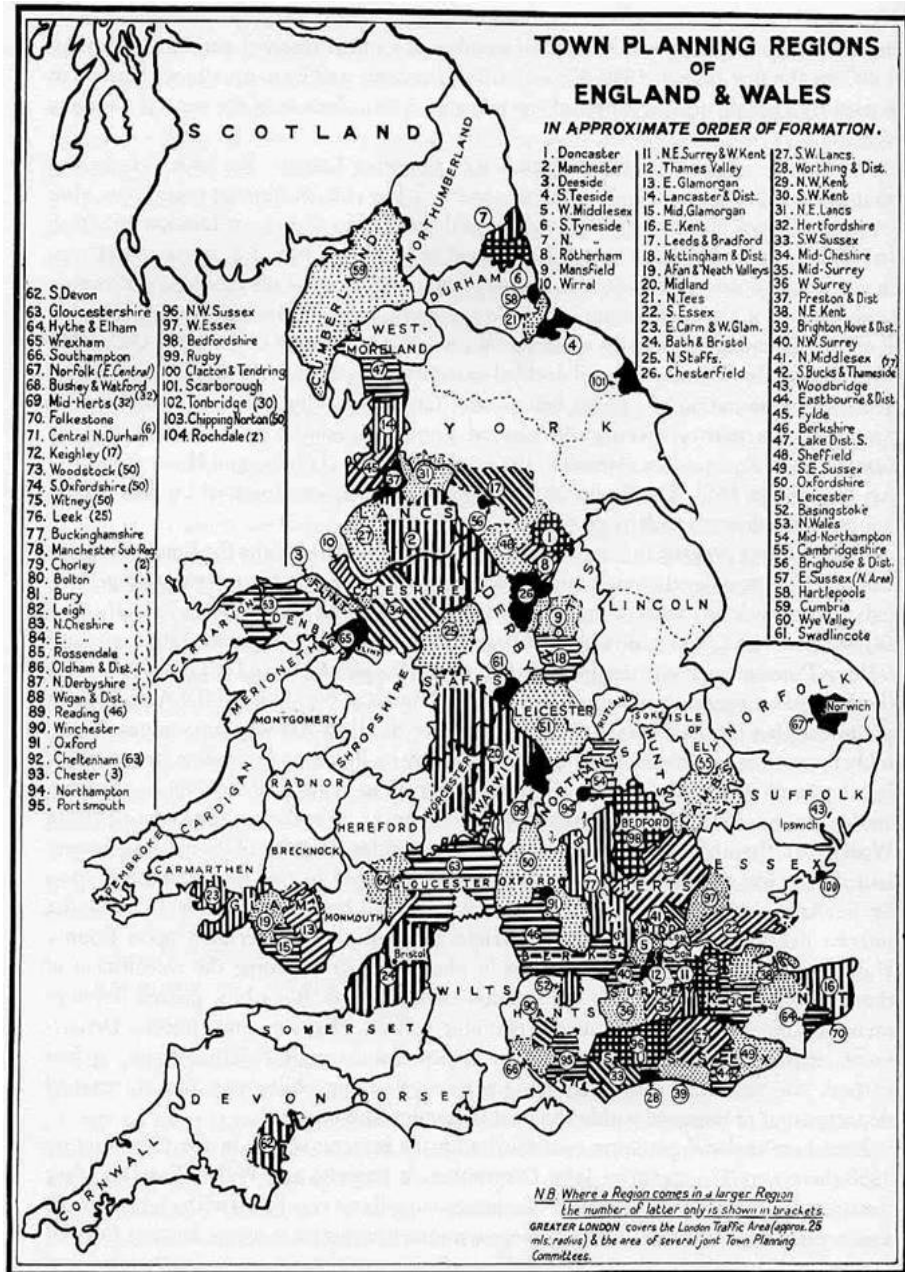 TOWN PLANNING REGIONS
OF
ENGLAND & WALES
IN APPROXIMATE ORDER OF FORMATION.
1. Doncaster
2. Manchester
3. Deeside
4. S.Teeside
5. W.Middlesex
6. S.Tyneside
7. N. "
8. Rotherham
9. Mansfield
10. Wirral
11. N.E.Surrey & W.Kent
12. Thames Valley
13. E. Glamorgan
14. Lancaster & Dist.
15. Mid. Glamorgan
16. E. Kent
17. Leeds & Bradford
18. Nottingham & Dist.
19. Afan & Neath Valleys
20. Midland
21. N. Tees
22. S. Essex
23. E. Carm & W. Glam.
24. Bath & Bristol
25. N. Staffs.
26. Chesterfield
27. S.W. Lancs.
28. Worthing & Dist.
29. N.W. Kent
30. S.W. Kent
31. N.E. Lancs
32. Hertfordshire
33. S.W Sussex
34. Mid-Cheshire
35. Mid-Surrey
36 W Surrey
37. Preston & Dist
38. N.E. Kent
39. Brighton, Hove & Dist.
40. N.W. Surrey
41. N. Middlesex
42. S Bucks & Thameside
43. Woodbridge
44. Eastbourne & Dist
45. Fylde
46. Berkshire
47. Lake Dist. S.
48. Sheffield
49. S.E. Sussex
50. Oxfordshire
51. Leicester
52. Basingstoke
53. N.Wales
54. Mid-Northampton
55. Cambridgeshire
56. Brighouse & Dist.
57. E.Sussex (N. Area)
58. Hartlepools
59. Cumbria
60. Wye Valley
61. Swadlincote
62. S.Devon
63. Gloucestershire
64. Hythe & Elham
65. Wrexham
66. Southampton
67. Norfolk (E.Central)
68. Bushey & Watford (32)
69. Mid-Herts (32)
70. Folkestone
71. Central N.Durham (6)
72. Keighley (17)
73. Woodstock (50)
74. S.Oxfordshire (50)
75. Witney (50)
76. Leek (25)
77. Buckinghamshire
78. Manchester Sub-Reg
79. Chorley " (2)
80. Bolton " (-)
81. Bury " (-)
82. Leigh " (-)
83. N.Cheshire " (-)
84. E. " " (-)
85. Rossendale " (-)
86. Oldham & Dist. (-)
87. N.Derbyshire (-)
88 Wigan & Dist. (-)
89. Reading (46)
90. Winchester
91. Oxford
92. Cheltenham (63)
93. Chester (3)
94. Northampton
95. Portsmouth
96. N.W. Sussex
97. W.Essex
98. Bedfordshire
99. Rugby
100 Clacton & Tendring
101. Scarborough
102. Tonbridge (30)
103. Chipping Norton (50)
104. Rochdale (2)
SCOTLAND
NORTHUMBERLAND
CUMBERLAND
DURHAM
WEST-
MORELAND
YORK
LANCS
CHESHIRE
DERBY
LINCOLN
FLINT
DENB
CARNARVON
MERIONETH
MONTGOMERY
SHROPSHIRE
STAFFS
LEICESTER
RUTLAND
SOKE
ISLE OF ELY
NORFOLK
Norwich
SUFFOLK
Ipswich
HUNTS
CAMB
NORTHANTS
WARWICK
WORCESTER
RADNOR
CARDIGAN
PEMBROKE
CARMARTHEN
BRECKNOCK
HEREFORD
MONMOUTH
GLAM
GLOUCESTER
OXFORD
BUCKS
BEDFORD
HERTS
ESSEX
MID
BERKS
Bristol
WILTS
HANTS
SURREY
KENT
SUSSEX
SOMERSET
DEVON
DORSET
CORNWALL
N.B. Where a Region comes in a larger Region
the number of latter only is shown in brackets.
GREATER LONDON covers the London Traffic Area (approx. 25
mls. radius) & the area of several joint Town Planning
Committees.